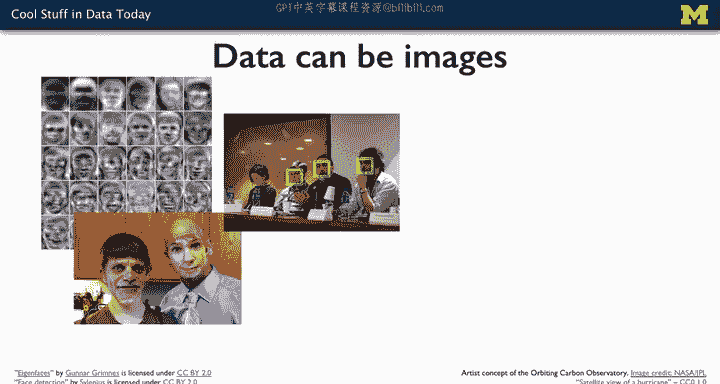 Cool Stuff in Data Today
GPT中英字幕课程资源@bilibili.com
M
Data can be images
"Eigenfaces" by Gunnar Grimnes is licensed under CC BY 2.0
"Face detection" by Sylenius is licensed under CC BY 2.0
Artist concept of the Orbiting Carbon Observatory. Image credit: NASA/JPL
"Satellite view of a hurricane" – CC0 1.0